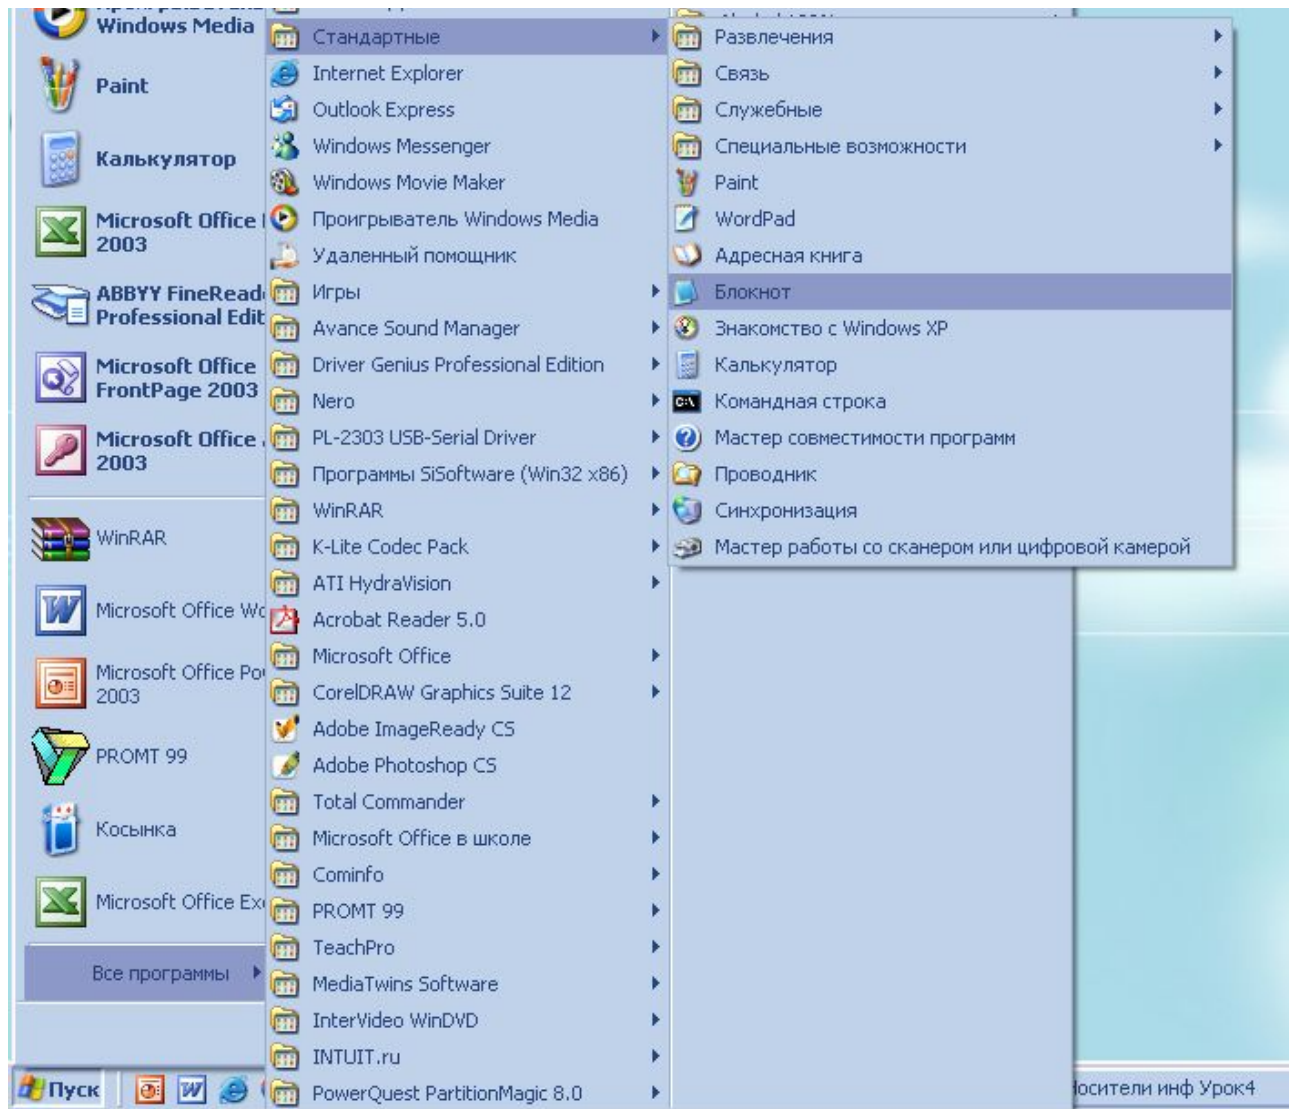 Windows Media
Paint
Калькулятор
Microsoft Office
2003
ABBYY FineRead
Professional Edit
Microsoft Office
FrontPage 2003
Microsoft Office
2003
WinRAR
Microsoft Office Wo
Microsoft Office Po
2003
PROMT 99
Косынка
Microsoft Office Ex
Все программы
Стандартные
Internet Explorer
Outlook Express
Windows Messenger
Windows Movie Maker
Проигрыватель Windows Media
Удаленный помощник
Игры
Avance Sound Manager
Driver Genius Professional Edition
Nero
PL-2303 USB-Serial Driver
Программы SiSoftware (Win32 x86)
WinRAR
K-Lite Codec Pack
ATI HydraVision
Acrobat Reader 5.0
Microsoft Office
CorelDRAW Graphics Suite 12
Adobe ImageReady CS
Adobe Photoshop CS
Total Commander
Microsoft Office в школе
Cominfo
PROMT 99
TeachPro
MediaTwins Software
InterVideo WinDVD
INTUIT.ru
PowerQuest PartitionMagic 8.0
Развлечения
Связь
Служебные
Специальные возможности
Paint
WordPad
Адресная книга
Блокнот
Знакомство с Windows XP
Калькулятор
Командная строка
Мастер совместимости программ
Проводник
Синхронизация
Мастер работы со сканером или цифровой камерой
Пуск
осители инф Урок4